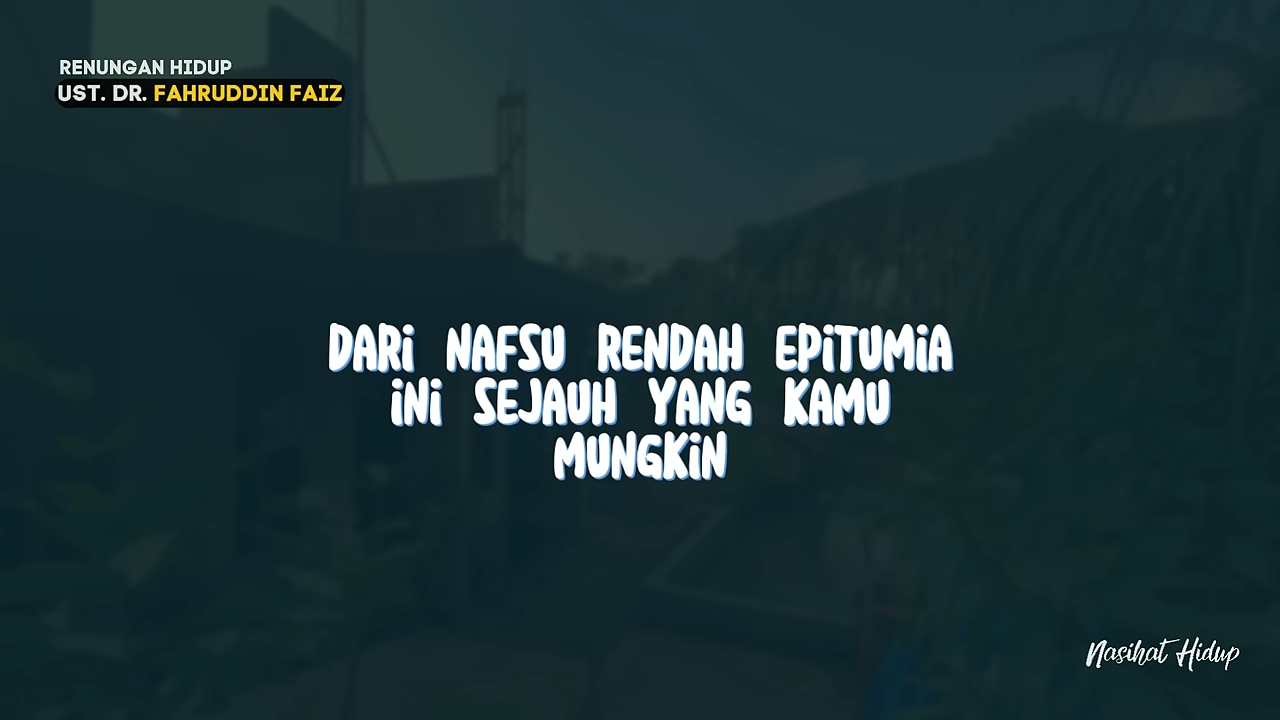 RENUNGAN HIDUP
UST. DR. FAHRUDDIN FAIZ
DARI NAFSU RENDAH EPITUMIA
INI SEJAUH YANG KAMU
MUNGKIN
Nasihat Hidup